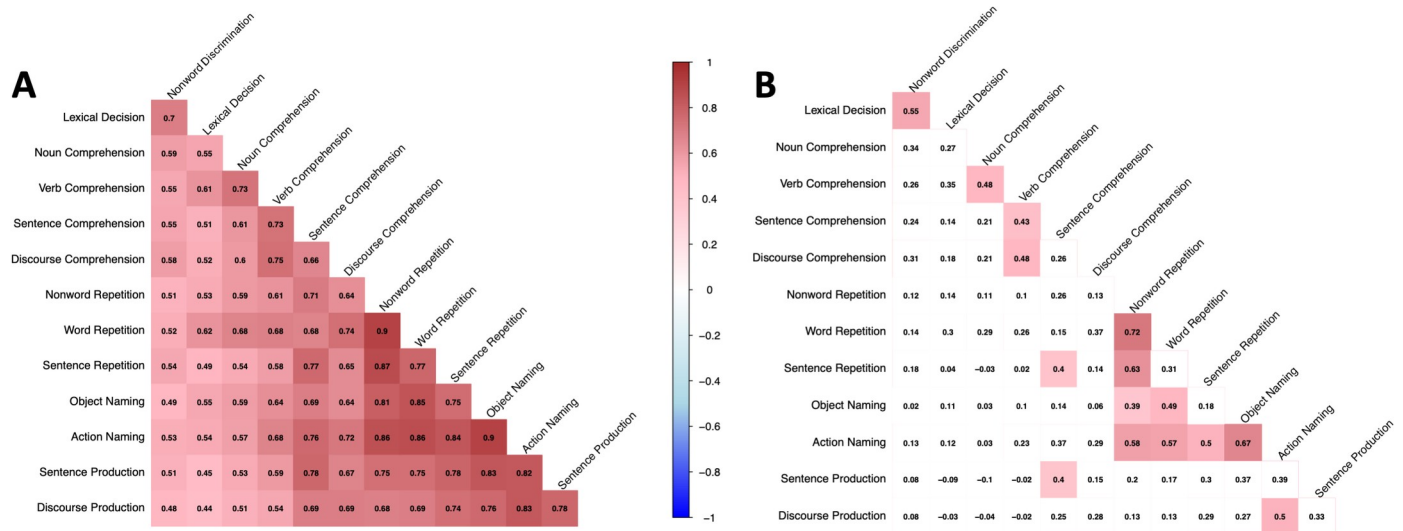 A
Nonword Discrimination
Lexical Decision
Noun Comprehension
Verb Comprehension
Sentence Comprehension
Discourse Comprehension
Nonword Repetition
Word Repetition
Sentence Repetition
Object Naming
Action Naming
Sentence Production
Lexical Decision 0.7
Noun Comprehension 0.59 0.55
Verb Comprehension 0.55 0.61 0.73
Sentence Comprehension 0.55 0.51 0.61 0.73
Discourse Comprehension 0.58 0.52 0.6 0.75 0.66
Nonword Repetition 0.51 0.53 0.59 0.61 0.71 0.64
Word Repetition 0.52 0.62 0.68 0.68 0.68 0.74 0.9
Sentence Repetition 0.54 0.49 0.54 0.58 0.77 0.65 0.87 0.77
Object Naming 0.49 0.55 0.59 0.64 0.69 0.64 0.81 0.85 0.75
Action Naming 0.53 0.54 0.57 0.68 0.76 0.72 0.86 0.86 0.84 0.9
Sentence Production 0.51 0.45 0.53 0.59 0.78 0.67 0.75 0.75 0.78 0.83 0.82
Discourse Production 0.48 0.44 0.51 0.54 0.69 0.69 0.68 0.69 0.74 0.76 0.83 0.78
1
0.8
0.6
0.4
0.2
0
−0.2
−0.4
−0.6
−0.8
−1
B
Nonword Discrimination
Lexical Decision
Noun Comprehension
Verb Comprehension
Sentence Comprehension
Discourse Comprehension
Nonword Repetition
Word Repetition
Sentence Repetition
Object Naming
Action Naming
Sentence Production
Lexical Decision 0.55
Noun Comprehension 0.34 0.27
Verb Comprehension 0.26 0.35 0.48
Sentence Comprehension 0.24 0.14 0.21 0.43
Discourse Comprehension 0.31 0.18 0.21 0.48 0.26
Nonword Repetition 0.12 0.14 0.11 0.1 0.26 0.13
Word Repetition 0.14 0.3 0.29 0.26 0.15 0.37 0.72
Sentence Repetition 0.18 0.04 −0.03 0.02 0.4 0.14 0.63 0.31
Object Naming 0.02 0.11 0.03 0.1 0.14 0.06 0.39 0.49 0.18
Action Naming 0.13 0.12 0.03 0.23 0.37 0.29 0.58 0.57 0.5 0.67
Sentence Production 0.08 −0.09 −0.1 −0.02 0.4 0.15 0.2 0.17 0.3 0.37 0.39
Discourse Production 0.08 −0.03 −0.04 −0.02 0.25 0.28 0.13 0.13 0.29 0.27 0.5 0.33